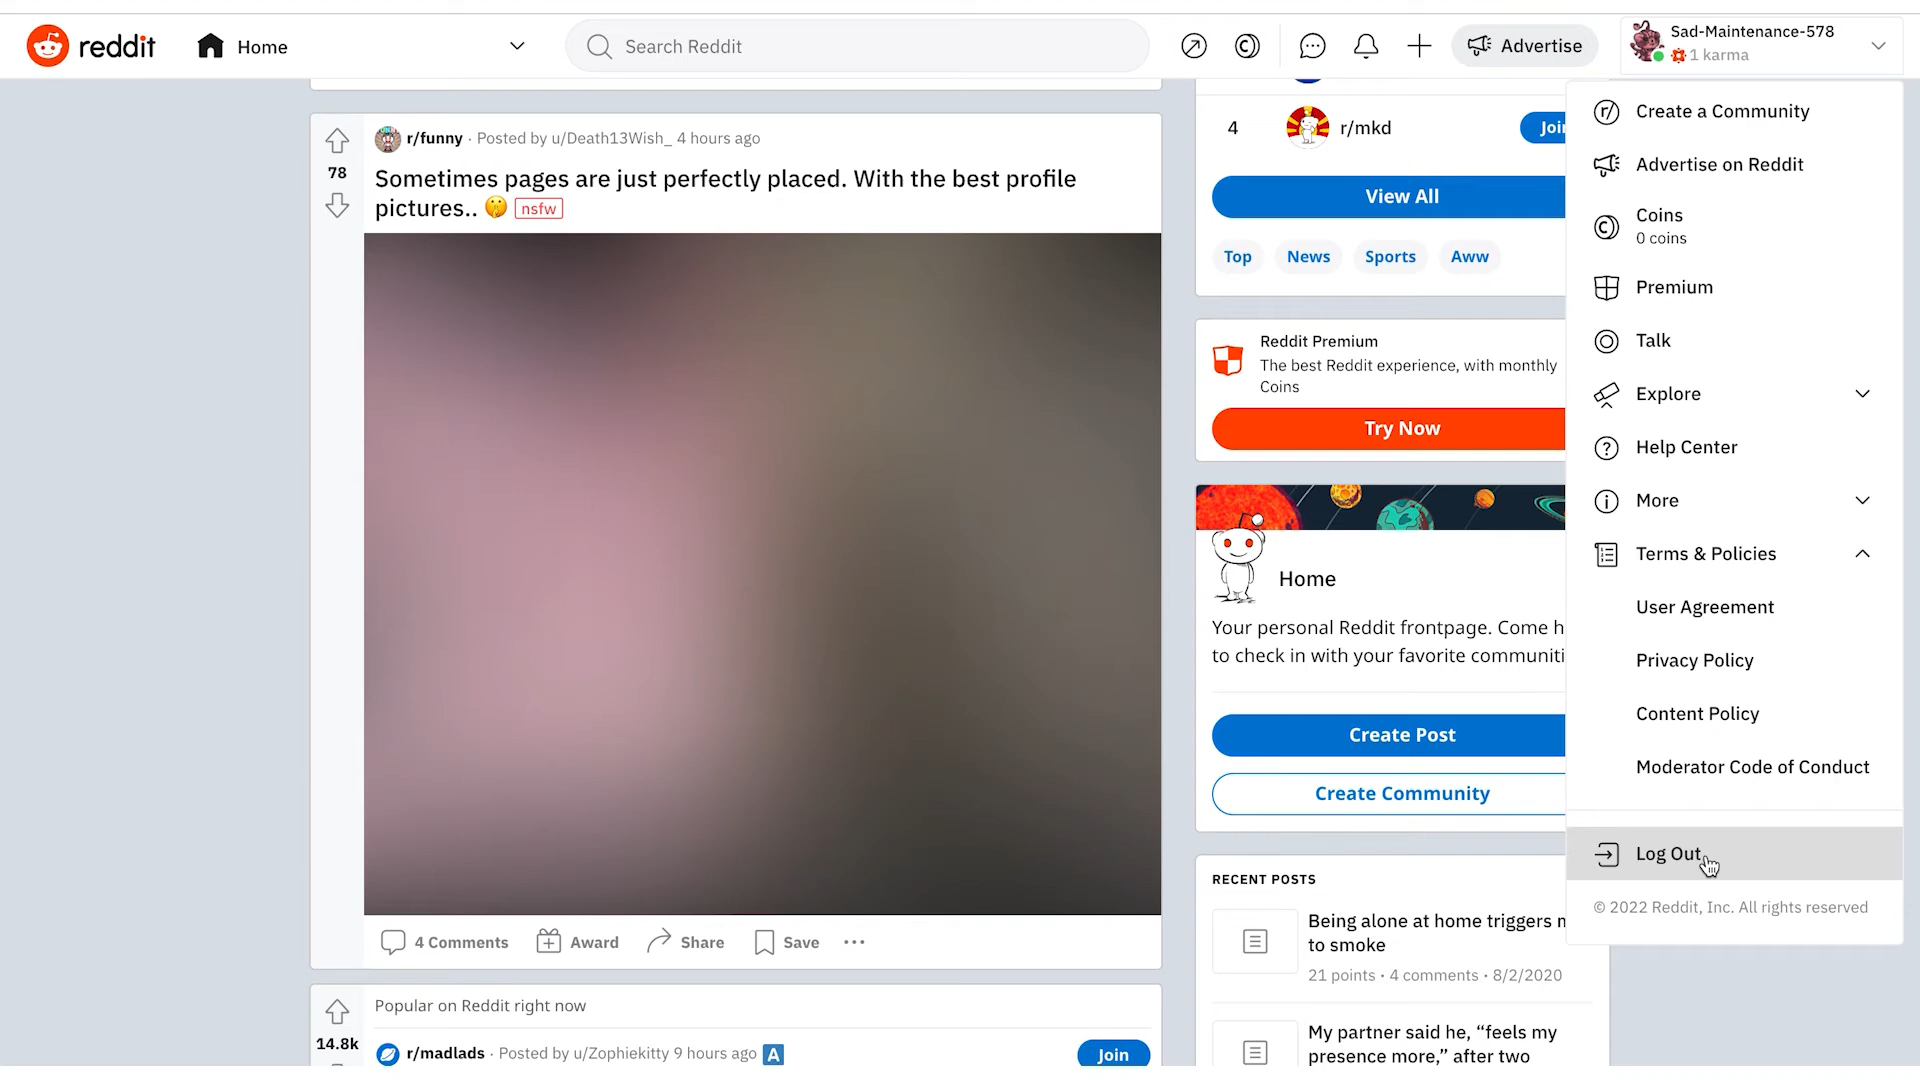 reddit
Home
Search Reddit
Advertise
Sad-Maintenance-578
1 karma
r/funny · Posted by u/Death13Wish_ 4 hours ago
78
Sometimes pages are just perfectly placed. With the best profile
pictures.. 🤫 nsfw
4 Comments
Award
Share
Save
Popular on Reddit right now
14.8k
r/madlads · Posted by u/Zophiekitty 9 hours ago A
Join
4
r/mkd
Join
View All
Top
News
Sports
Aww
Reddit Premium
The best Reddit experience, with monthly
Coins
Try Now
Home
Your personal Reddit frontpage. Come h
to check in with your favorite communiti
Create Post
Create Community
RECENT POSTS
Being alone at home triggers m
to smoke
21 points · 4 comments · 8/2/2020
My partner said he, “feels my
presence more,” after two
Create a Community
Advertise on Reddit
Coins
0 coins
Premium
Talk
Explore
Help Center
More
Terms & Policies
User Agreement
Privacy Policy
Content Policy
Moderator Code of Conduct
Log Out
© 2022 Reddit, Inc. All rights reserved